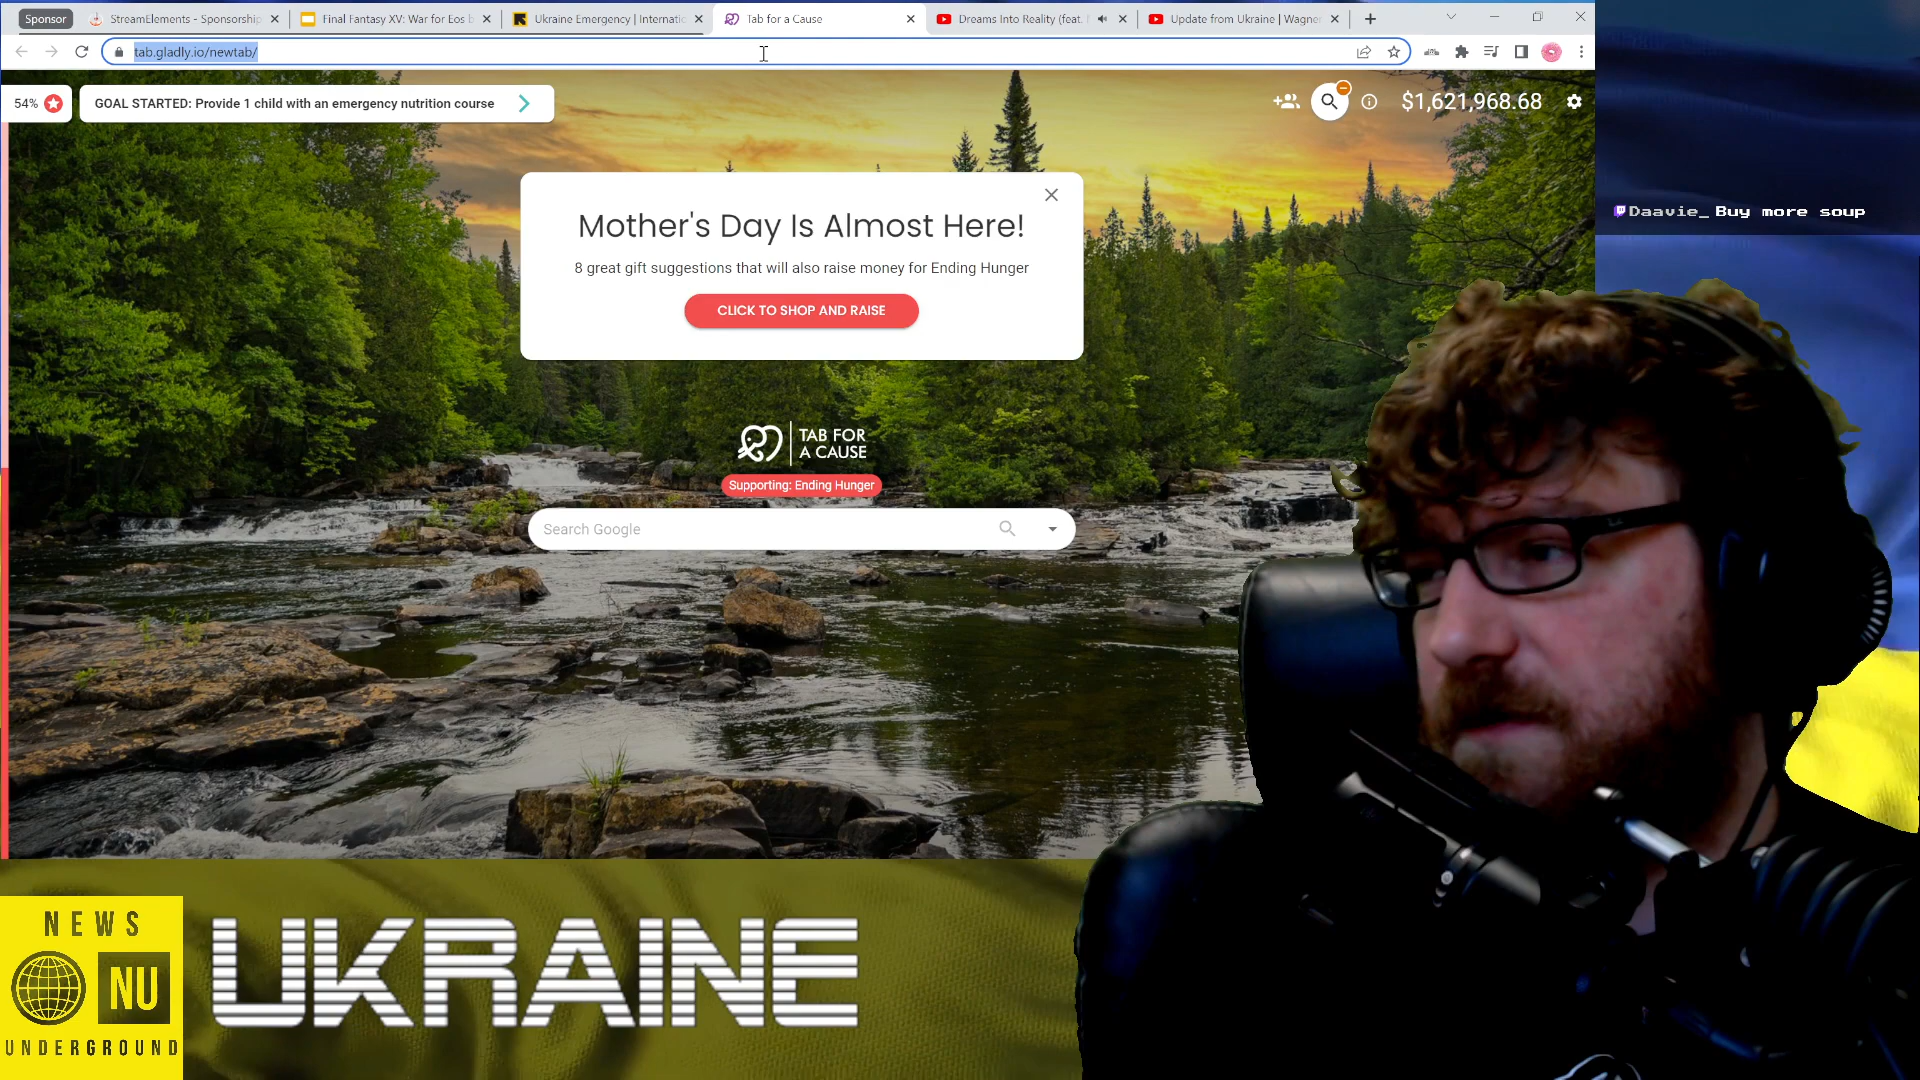 Sponsor
StreamElements - Sponsorship
Final Fantasy XV: War for Eos b
Ukraine Emergency | Internatio
Tab for a Cause
Dreams Into Reality (feat.
Update from Ukraine | Wagner
tab.gladly.io/newtab/
54%
GOAL STARTED: Provide 1 child with an emergency nutrition course
$1,621,968.68
Mother's Day Is Almost Here!
8 great gift suggestions that will also raise money for Ending Hunger
CLICK TO SHOP AND RAISE
TAB FOR
A CAUSE
Supporting: Ending Hunger
Search Google
Daavie_ Buy more soup
NEWS
NU
UNDERGROUND
UKRAINE